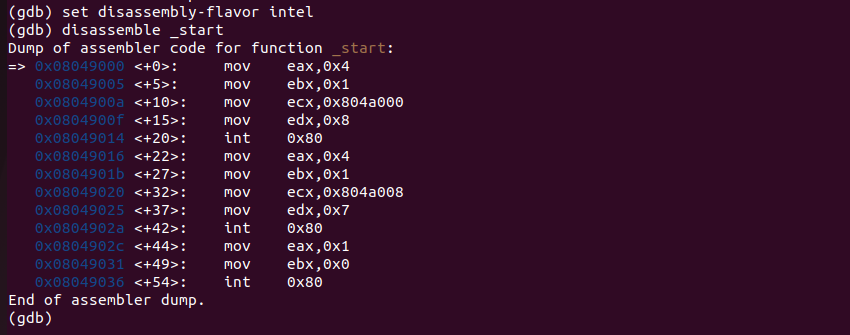 (gdb) set disassembly-flavor intel
(gdb) disassemble _start
Dump of assembler code for function _start:
=> 0x08049000 <+0>:     mov    eax,0x4
   0x08049005 <+5>:     mov    ebx,0x1
   0x0804900a <+10>:    mov    ecx,0x804a000
   0x0804900f <+15>:    mov    edx,0x8
   0x08049014 <+20>:    int    0x80
   0x08049016 <+22>:    mov    eax,0x4
   0x0804901b <+27>:    mov    ebx,0x1
   0x08049020 <+32>:    mov    ecx,0x804a008
   0x08049025 <+37>:    mov    edx,0x7
   0x0804902a <+42>:    int    0x80
   0x0804902c <+44>:    mov    eax,0x1
   0x08049031 <+49>:    mov    ebx,0x0
   0x08049036 <+54>:    int    0x80
End of assembler dump.
(gdb)